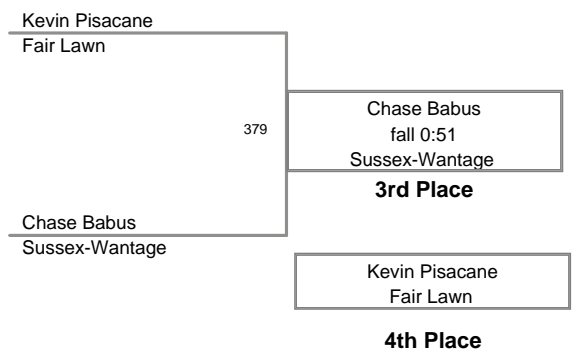 Kevin Pisacane
Fair Lawn
379
Chase Babus
fall 0:51
Sussex-Wantage
3rd Place
Chase Babus
Sussex-Wantage
Kevin Pisacane
Fair Lawn
4th Place